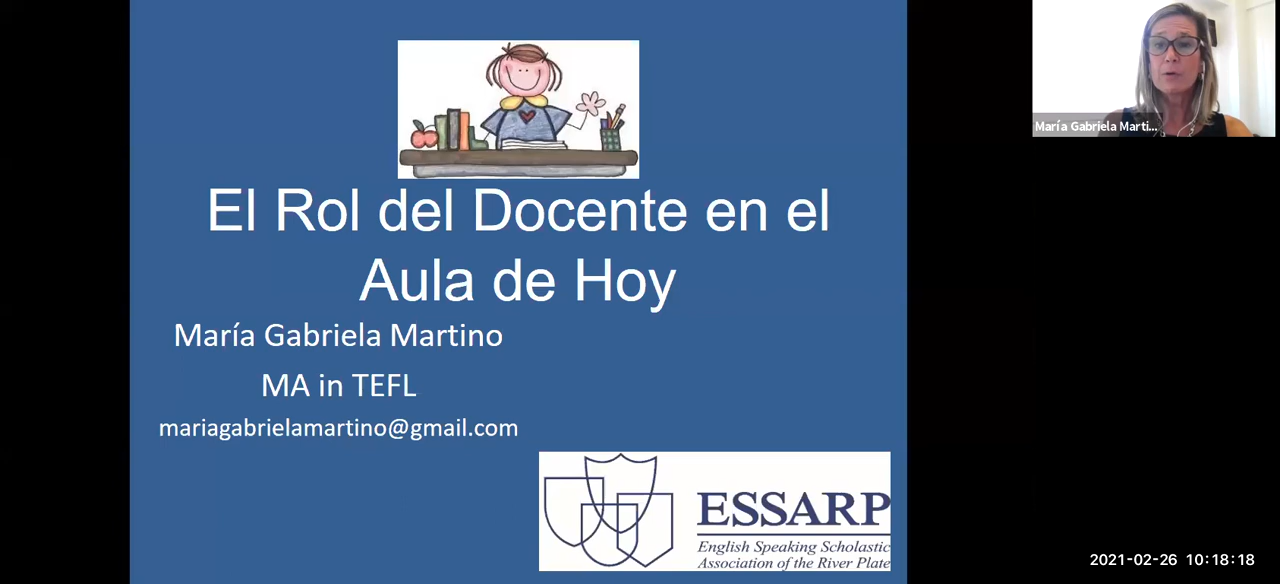 El Rol del Docente en el
Aula de Hoy
María Gabriela Martino
MA in TEFL
mariagabrielamartino@gmail.com
ESSARP
English Speaking Scholastic
Association of the River Plate
María Gabriela Marti...
2021-02-26 10:18:18